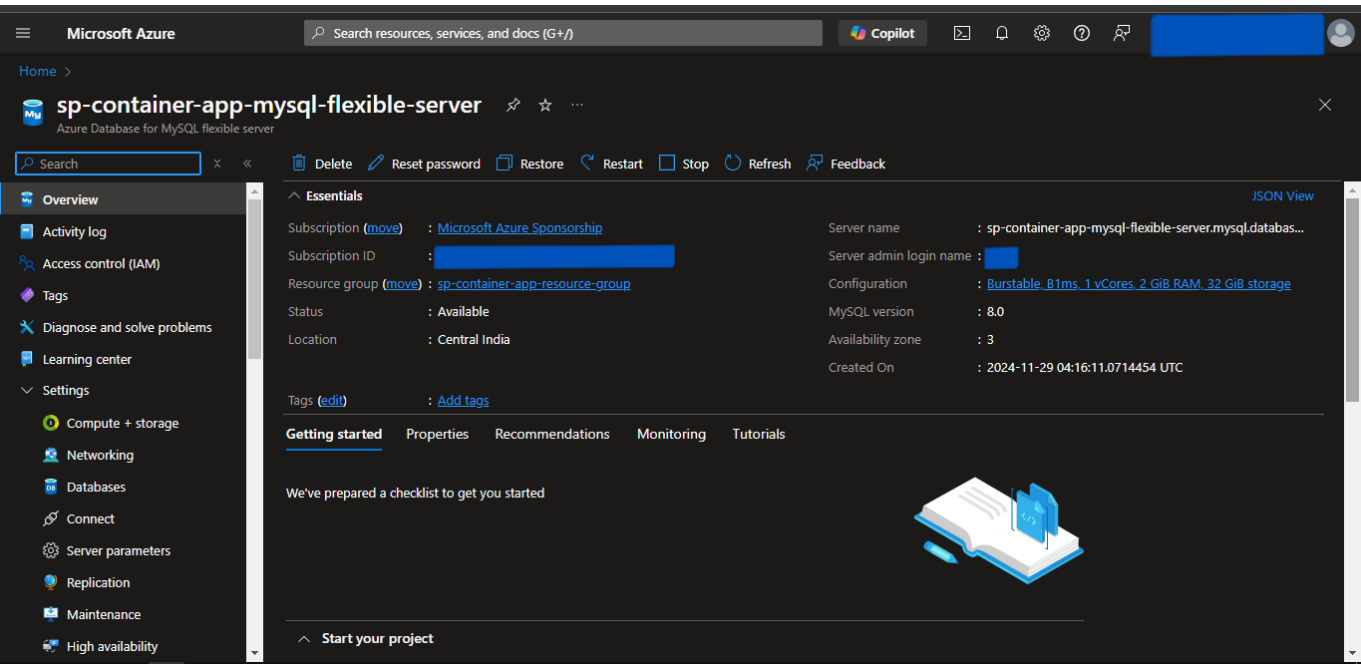 Microsoft Azure
Search resources, services, and docs (G+/)
Copilot
Home >
sp-container-app-mysql-flexible-server
Azure Database for MySQL flexible server
Search
Delete Reset password Restore Restart Stop Refresh Feedback
Overview
Activity log
Access control (IAM)
Tags
Diagnose and solve problems
Learning center
Settings
Compute + storage
Networking
Databases
Connect
Server parameters
Replication
Maintenance
High availability
Essentials
JSON View
Subscription (move) : Microsoft Azure Sponsorship
Subscription ID :
Resource group (move) : sp-container-app-resource-group
Status : Available
Location : Central India
Server name : sp-container-app-mysql-flexible-server.mysql.databas...
Server admin login name :
Configuration : Burstable, B1ms, 1 vCores, 2 GiB RAM, 32 GiB storage
MySQL version : 8.0
Availability zone : 3
Created On : 2024-11-29 04:16:11.0714454 UTC
Tags (edit) : Add tags
Getting started Properties Recommendations Monitoring Tutorials
We've prepared a checklist to get you started
Start your project